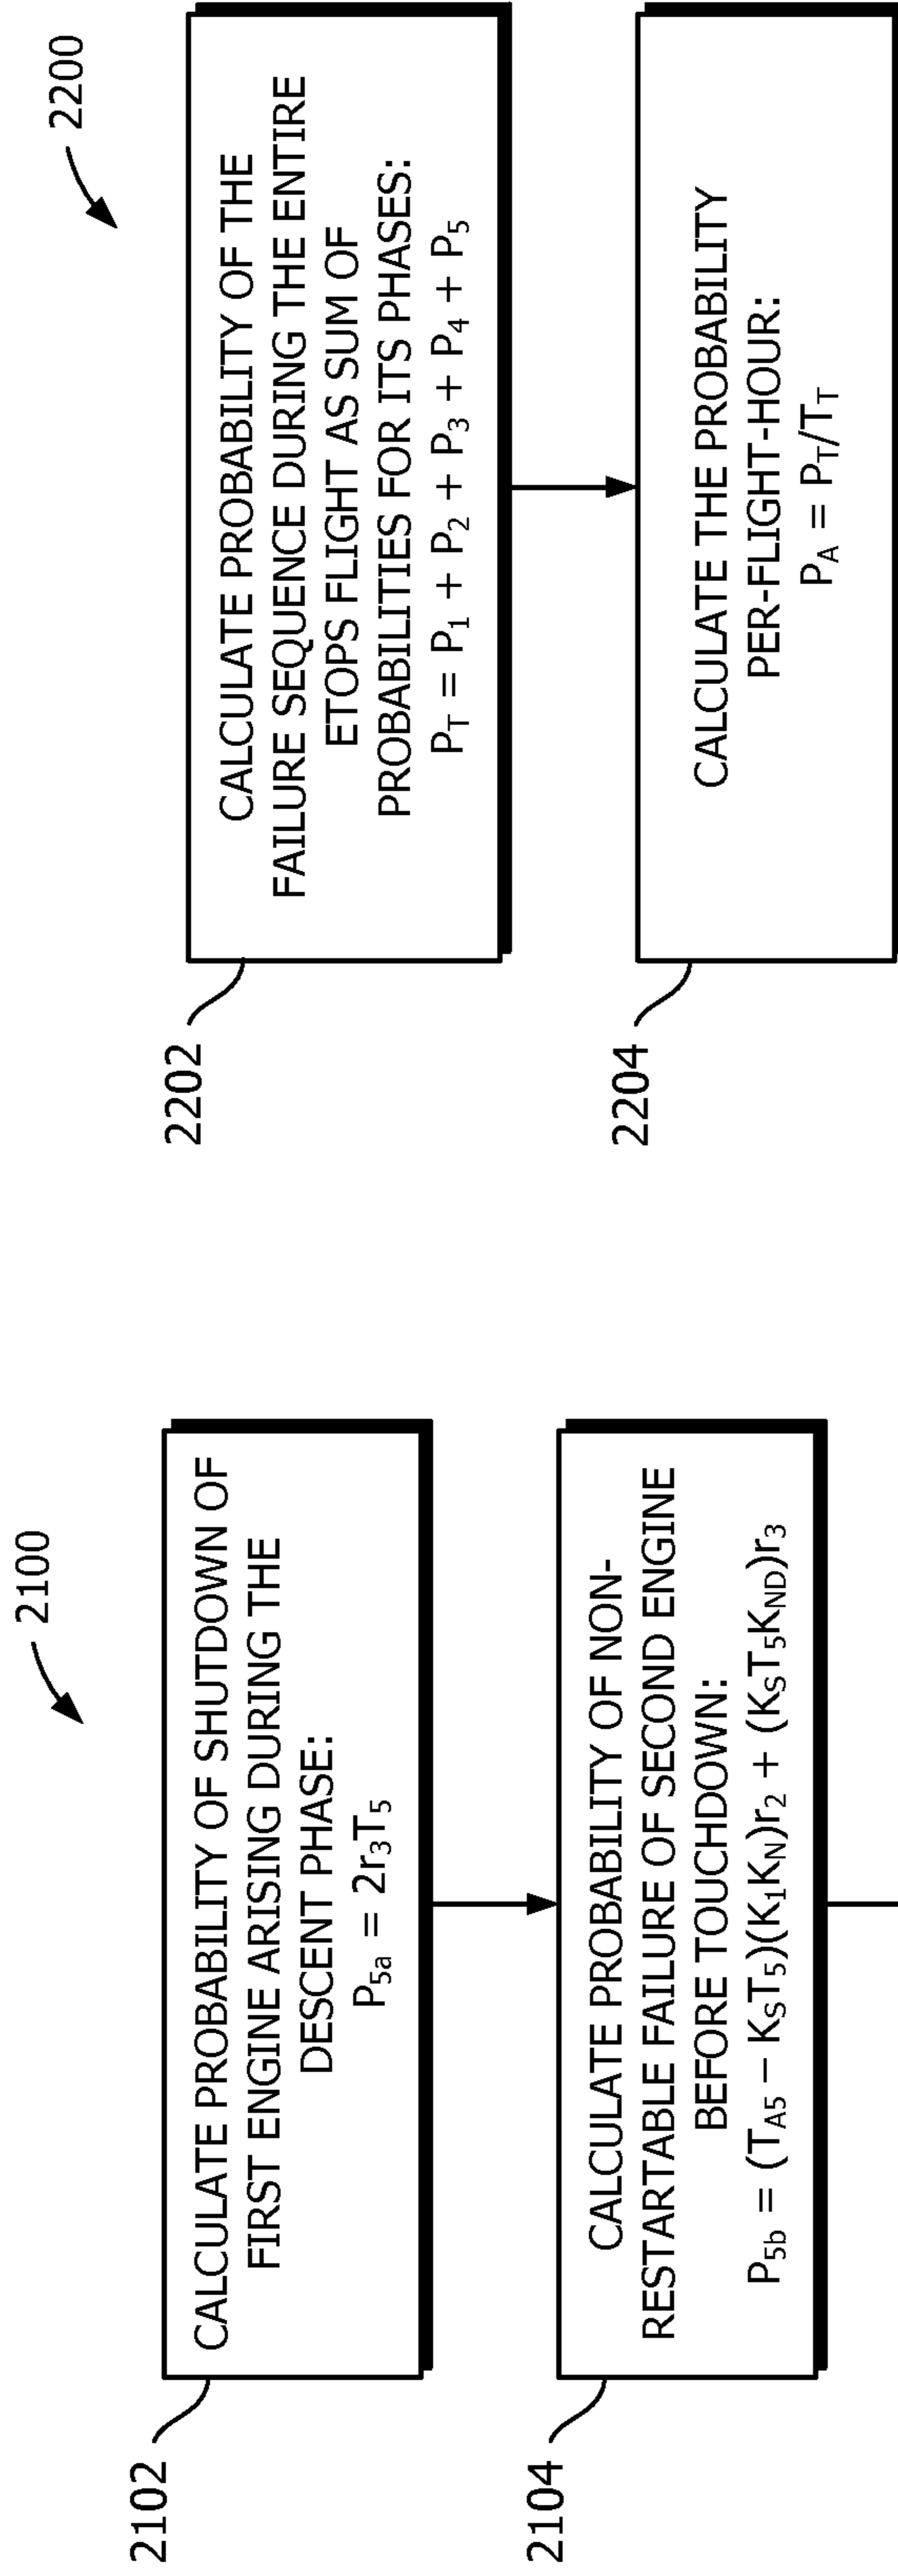 2100
2102
CALCULATE PROBABILITY OF SHUTDOWN OF
FIRST ENGINE ARISING DURING THE
DESCENT PHASE:
P₅ₐ = 2r₃T₅
2104
CALCULATE PROBABILITY OF NON-
RESTARTABLE FAILURE OF SECOND ENGINE
BEFORE TOUCHDOWN:
P5b = (TA5 − KST5)(K1KN)r2 + (KST5KND)r3
2200
2202
CALCULATE PROBABILITY OF THE
FAILURE SEQUENCE DURING THE ENTIRE
ETOPS FLIGHT AS SUM OF
PROBABILITIES FOR ITS PHASES:
PT = P1 + P2 + P3 + P4 + P5
2204
CALCULATE THE PROBABILITY
PER-FLIGHT-HOUR:
PA = PT/TT